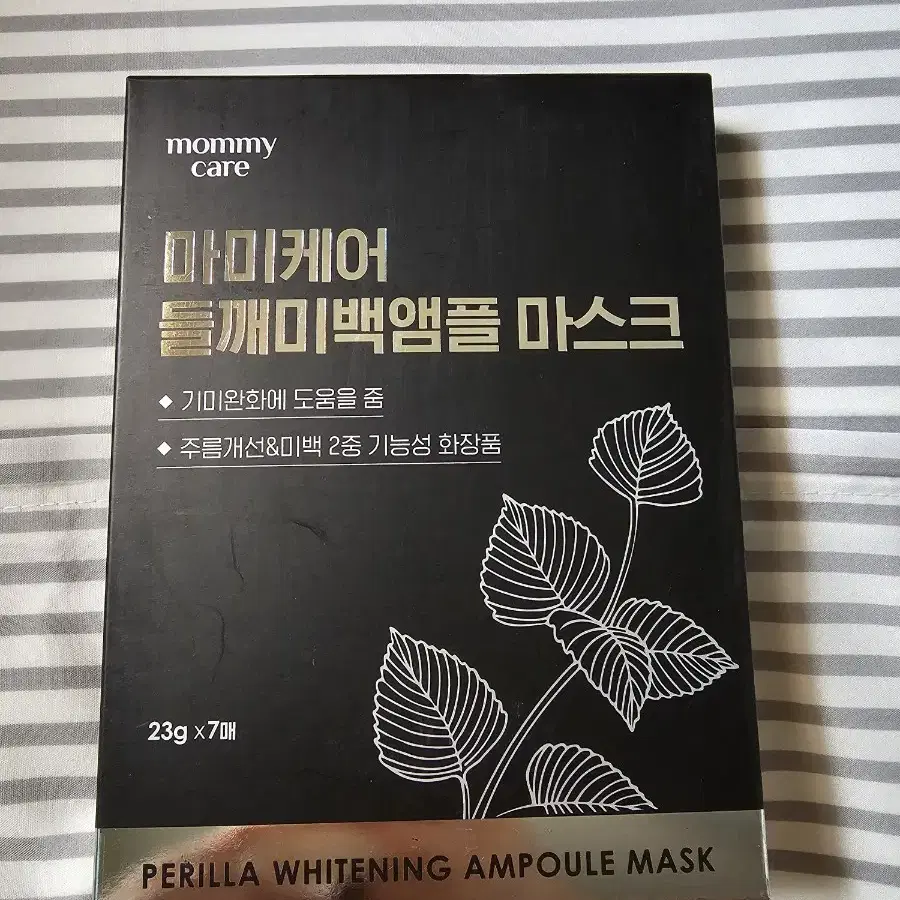 mommy
care
마미케어
들깨미백앰플 마스크
◆ 기미완화에 도움을 줌
◆ 주름개선&미백 2중 기능성 화장품
23g x7매
PERILLA WHITENING AMPOULE MASK